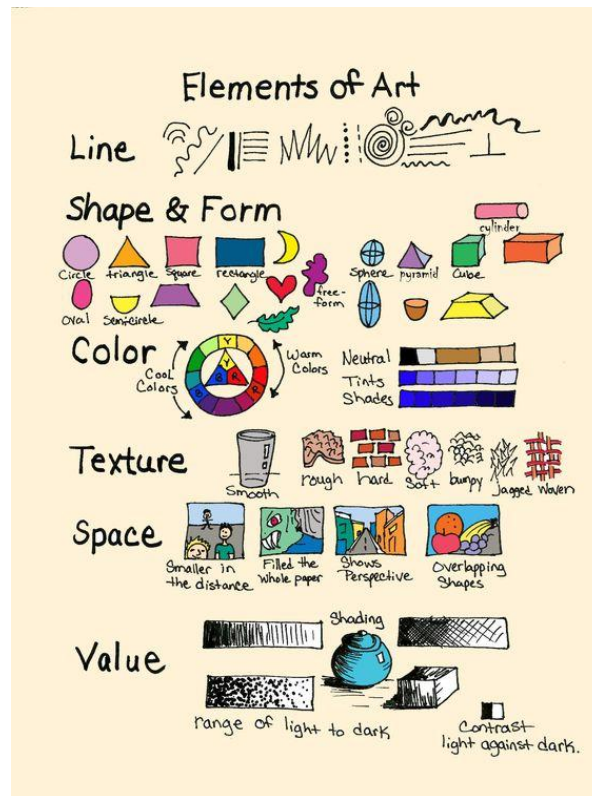 Elements of Art
Line
Shape & Form
cylinder
Circle triangle square rectangle sphere pyramid Cube
free-
form
Oval Semi-circle
Color
Cool
Colors
Warm
Colors
Y
Y
B R
B R
Neutral
Tints
Shades
Texture
Smooth rough hard Soft bumpy Jagged Woven
Space
Smaller in
the distance
Filled the
whole paper
Shows
Perspective
Overlapping
Shapes
Value
Shading
range of light to dark
Contrast
light against dark.